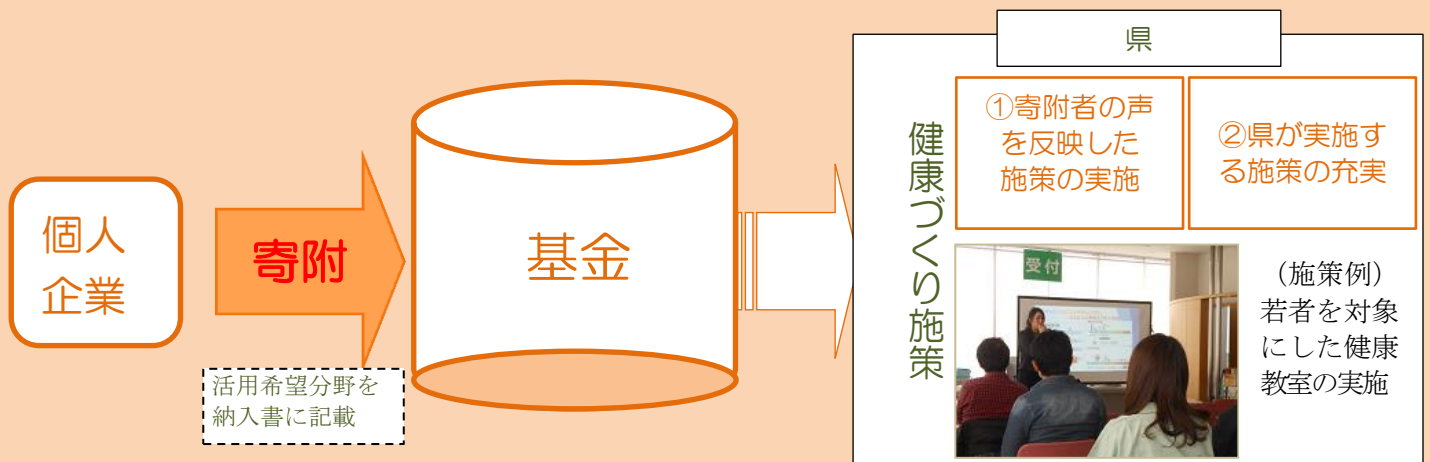 個人
企業
寄附
活用希望分野を
納入書に記載
基金
県
健康づくり施策
①寄附者の声
を反映した
施策の実施
②県が実施す
る施策の充実
受付
（施策例）
若者を対象
にした健康
教室の実施